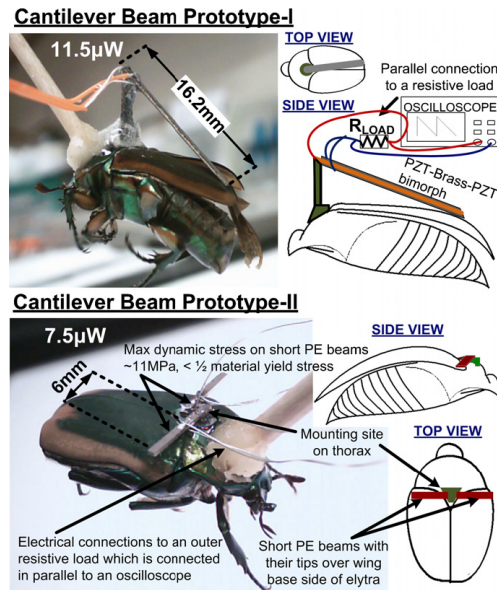 Cantilever Beam Prototype-I
11.5µW
16.2mm
TOP VIEW
SIDE VIEW
Parallel connection
to a resistive load
OSCILLOSCOPE
RLOAD
PZT-Brass-PZT
bimorph
Cantilever Beam Prototype-II
7.5µW
6mm
Max dynamic stress on short PE beams
~11MPa, < ½ material yield stress
SIDE VIEW
Mounting site
on thorax
TOP VIEW
Electrical connections to an outer
resistive load which is connected
in parallel to an oscilloscope
Short PE beams with
their tips over wing
base side of elytra